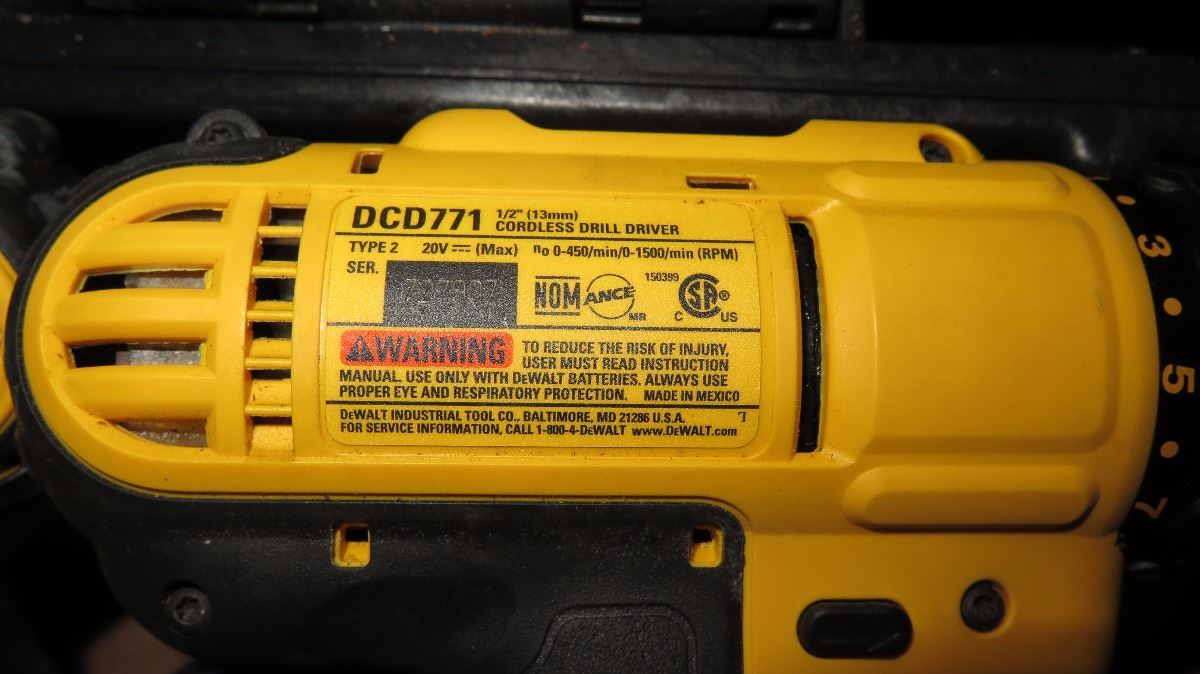 DCD771 1/2" (13mm)
CORDLESS DRILL DRIVER
TYPE 2 20V ⎓ (Max) no 0-450/min/0-1500/min (RPM)
SER.
NOM ANCE MR 150399 C SA® US
⚠WARNING TO REDUCE THE RISK OF INJURY,
USER MUST READ INSTRUCTION
MANUAL. USE ONLY WITH DEWALT BATTERIES. ALWAYS USE
PROPER EYE AND RESPIRATORY PROTECTION. MADE IN MEXICO
DEWALT INDUSTRIAL TOOL CO., BALTIMORE, MD 21286 U.S.A.
FOR SERVICE INFORMATION, CALL 1-800-4-DEWALT www.DEWALT.com
3
5
7